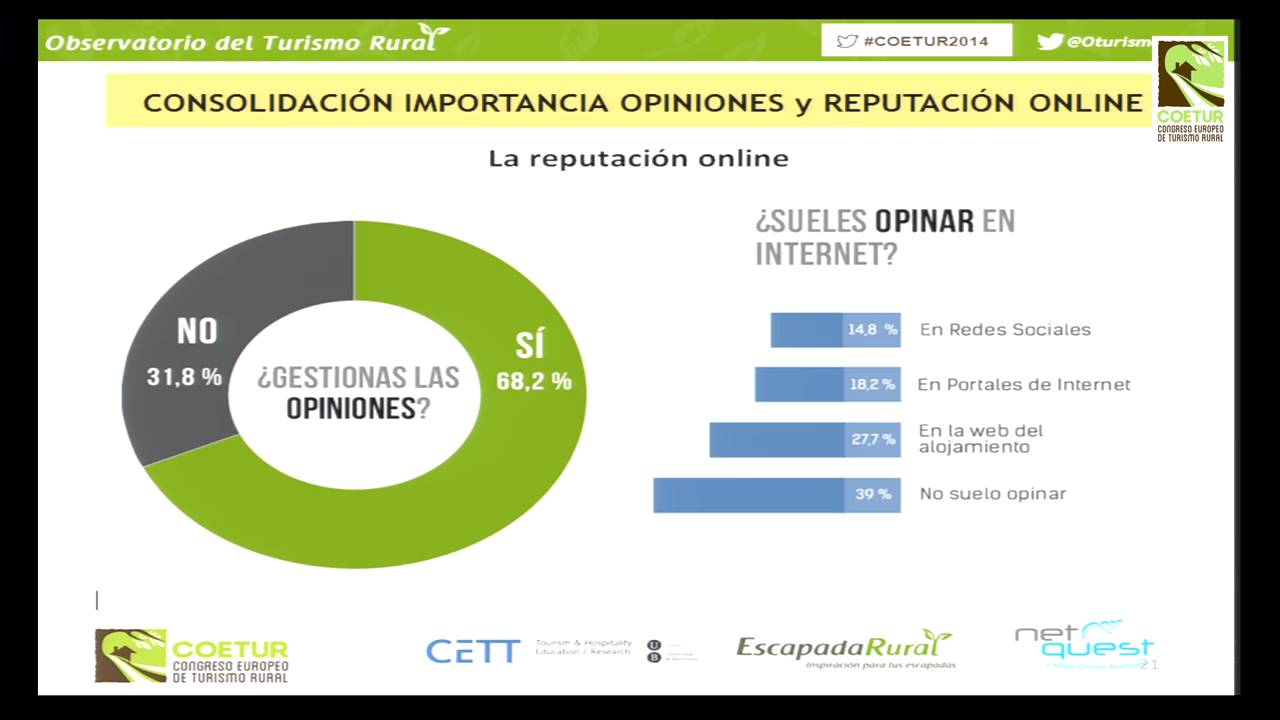 Observatorio del Turismo Rural
#COETUR2014
@Oturism
CONSOLIDACIÓN IMPORTANCIA OPINIONES y REPUTACIÓN ONLINE
COETUR
CONGRESO EUROPEO
DE TURISMO RURAL
La reputación online
NO
31,8 %
SÍ
68,2 %
¿GESTIONAS LAS
OPINIONES?
¿SUELES OPINAR EN
INTERNET?
14,8 % En Redes Sociales
18,2 % En Portales de Internet
27,7 % En la web del
alojamiento
39 % No suelo opinar
COETUR
CONGRESO EUROPEO
DE TURISMO RURAL
CETT
Tourism & Hospitality
Education / Research
U
B
EscapadaRural
Inspiración para tus escapadas
net
quest
21